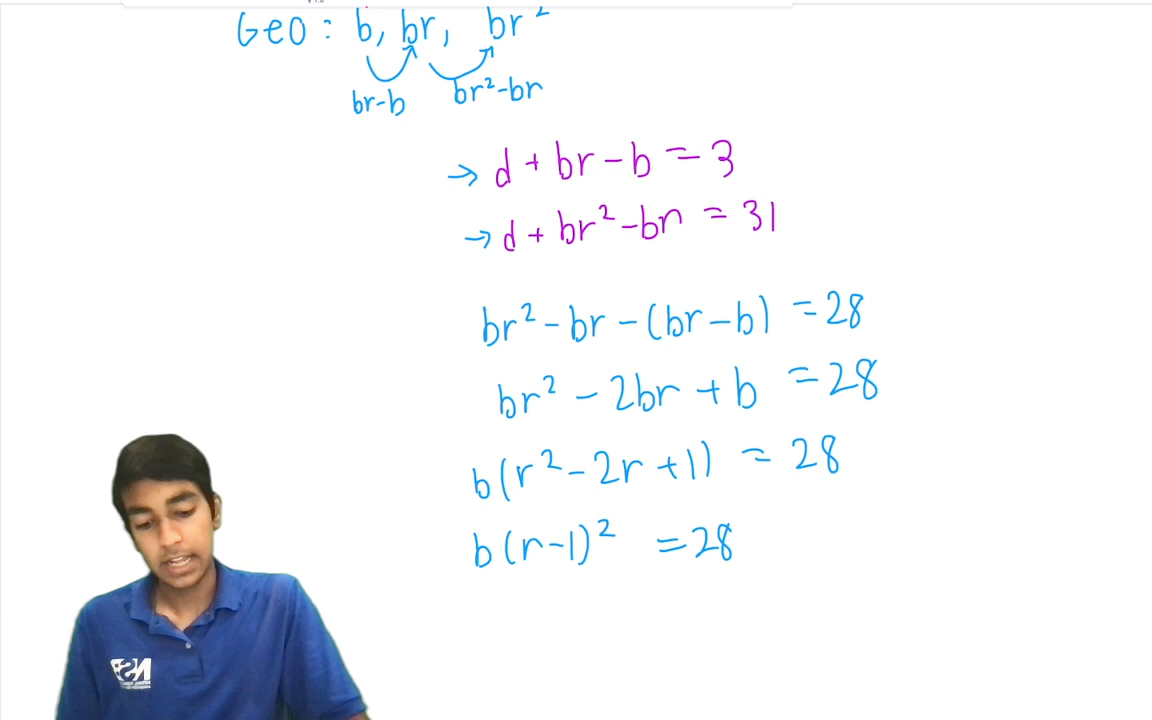 Geo: b, br, br²
br-b br²-br
→ d + br - b = 3
→ d + br² - br = 31
br² - br - (br - b) = 28
br² - 2br + b = 28
b(r² - 2r + 1) = 28
b(r-1)² = 28